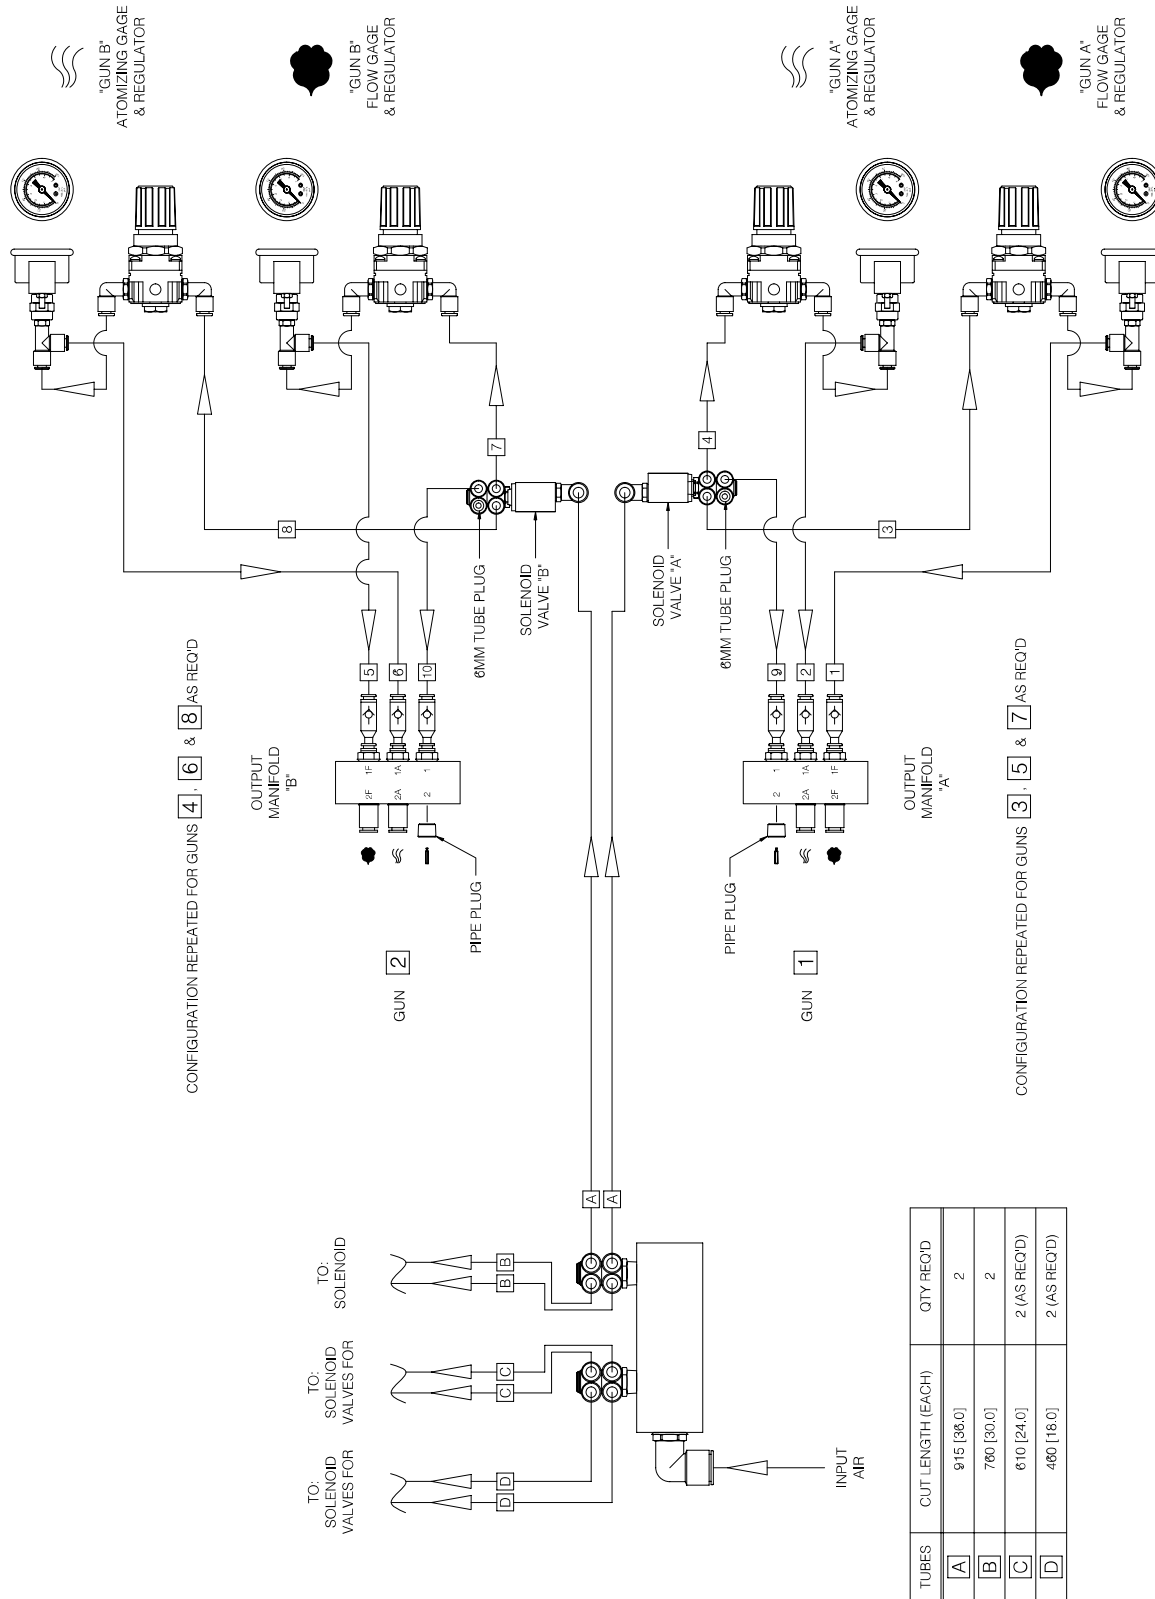 "GUN B"
ATOMIZING GAGE
& REGULATOR
"GUN B"
FLOW GAGE
& REGULATOR
"GUN A"
ATOMIZING GAGE
& REGULATOR
"GUN A"
FLOW GAGE
& REGULATOR
7
4
8
3
6MM TUBE PLUG
SOLENOID
VALVE "B"
SOLENOID
VALVE "A"
6MM TUBE PLUG
5
6
10
9
2
1
CONFIGURATION REPEATED FOR GUNS 4, 6 & 8 AS REQ'D
OUTPUT
MANIFOLD
"B"
1F
1A
1
2F
2A
2
PIPE PLUG
GUN 2
OUTPUT
MANIFOLD
"A"
1
1A
1F
2
2A
2F
PIPE PLUG
GUN 1
CONFIGURATION REPEATED FOR GUNS 3, 5 & 7 AS REQ'D
A
A
TO:
SOLENOID
B
B
TO:
SOLENOID
VALVES FOR
C
C
TO:
SOLENOID
VALVES FOR
D
D
INPUT
AIR
TUBES CUT LENGTH (EACH) QTY REQ'D
A 915 [36.0] 2
B 760 [30.0] 2
C 610 [24.0] 2 (AS REQ'D)
D 460 [18.0] 2 (AS REQ'D)